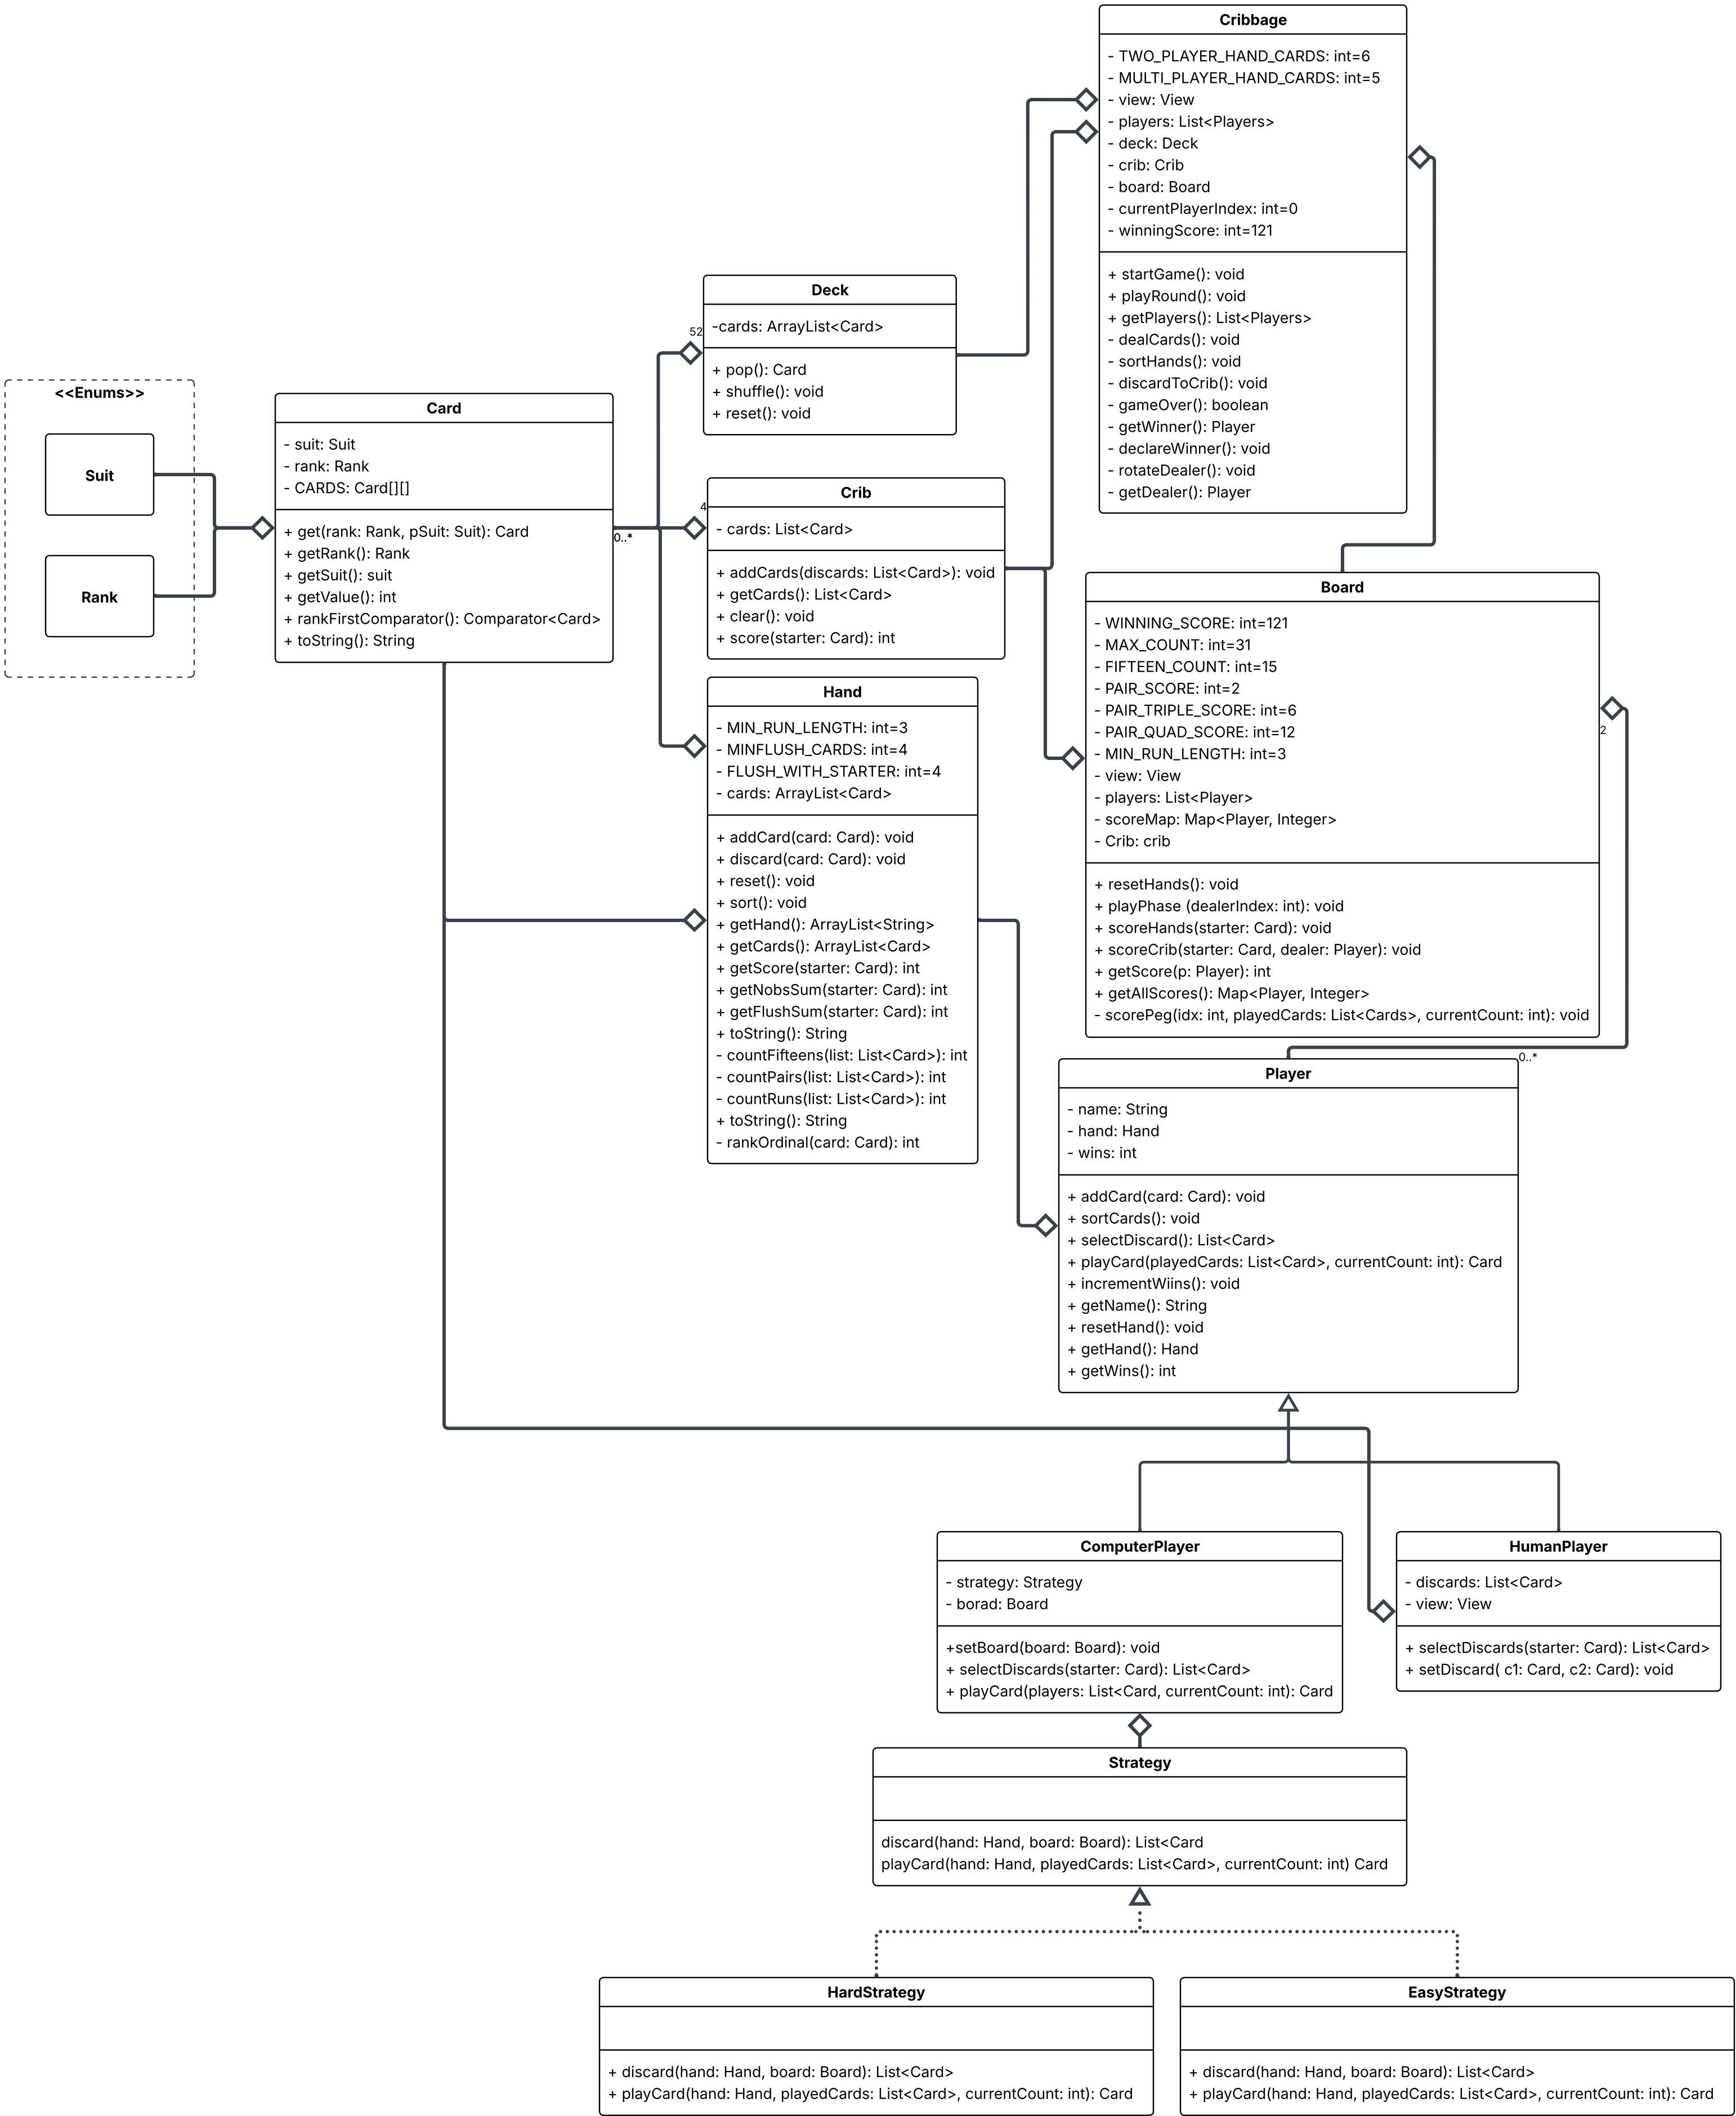 Cribbage
- TWO_PLAYER_HAND_CARDS: int=6
- MULTI_PLAYER_HAND_CARDS: int=5
- view: View
- players: List<Players>
- deck: Deck
- crib: Crib
- board: Board
- currentPlayerIndex: int=0
- winningScore: int=121
+ startGame(): void
+ playRound(): void
+ getPlayers(): List<Players>
- dealCards(): void
- sortHands(): void
- discardToCrib(): void
- gameOver(): boolean
- getWinner(): Player
- declareWinner(): void
- rotateDealer(): void
- getDealer(): Player
Deck
52
-cards: ArrayList<Card>
+ pop(): Card
+ shuffle(): void
+ reset(): void
<<Enums>>
Suit
Rank
Card
- suit: Suit
- rank: Rank
- CARDS: Card[][]
+ get(rank: Rank, pSuit: Suit): Card
+ getRank(): Rank
+ getSuit(): suit
+ getValue(): int
+ rankFirstComparator(): Comparator<Card>
+ toString(): String
0..*
Crib
4
- cards: List<Card>
+ addCards(discards: List<Card>): void
+ getCards(): List<Card>
+ clear(): void
+ score(starter: Card): int
Hand
- MIN_RUN_LENGTH: int=3
- MINFLUSH_CARDS: int=4
- FLUSH_WITH_STARTER: int=4
- cards: ArrayList<Card>
+ addCard(card: Card): void
+ discard(card: Card): void
+ reset(): void
+ sort(): void
+ getHand(): ArrayList<String>
+ getCards(): ArrayList<Card>
+ getScore(starter: Card): int
+ getNobsSum(starter: Card): int
+ getFlushSum(starter: Card): int
+ toString(): String
- countFifteens(list: List<Card>): int
- countPairs(list: List<Card>): int
- countRuns(list: List<Card>): int
+ toString(): String
- rankOrdinal(card: Card): int
Board
- WINNING_SCORE: int=121
- MAX_COUNT: int=31
- FIFTEEN_COUNT: int=15
- PAIR_SCORE: int=2
- PAIR_TRIPLE_SCORE: int=6
- PAIR_QUAD_SCORE: int=12
- MIN_RUN_LENGTH: int=3
- view: View
- players: List<Player>
- scoreMap: Map<Player, Integer>
- Crib: crib
+ resetHands(): void
+ playPhase (dealerIndex: int): void
+ scoreHands(starter: Card): void
+ scoreCrib(starter: Card, dealer: Player): void
+ getScore(p: Player): int
+ getAllScores(): Map<Player, Integer>
- scorePeg(idx: int, playedCards: List<Cards>, currentCount: int): void
2
0..*
Player
- name: String
- hand: Hand
- wins: int
+ addCard(card: Card): void
+ sortCards(): void
+ selectDiscard(): List<Card>
+ playCard(playedCards: List<Card>, currentCount: int): Card
+ incrementWiins(): void
+ getName(): String
+ resetHand(): void
+ getHand(): Hand
+ getWins(): int
ComputerPlayer
- strategy: Strategy
- borad: Board
+setBoard(board: Board): void
+ selectDiscards(starter: Card): List<Card>
+ playCard(players: List<Card, currentCount: int): Card
HumanPlayer
- discards: List<Card>
- view: View
+ selectDiscards(starter: Card): List<Card>
+ setDiscard( c1: Card, c2: Card): void
Strategy
discard(hand: Hand, board: Board): List<Card
playCard(hand: Hand, playedCards: List<Card>, currentCount: int) Card
HardStrategy
+ discard(hand: Hand, board: Board): List<Card>
+ playCard(hand: Hand, playedCards: List<Card>, currentCount: int): Card
EasyStrategy
+ discard(hand: Hand, board: Board): List<Card>
+ playCard(hand: Hand, playedCards: List<Card>, currentCount: int): Card